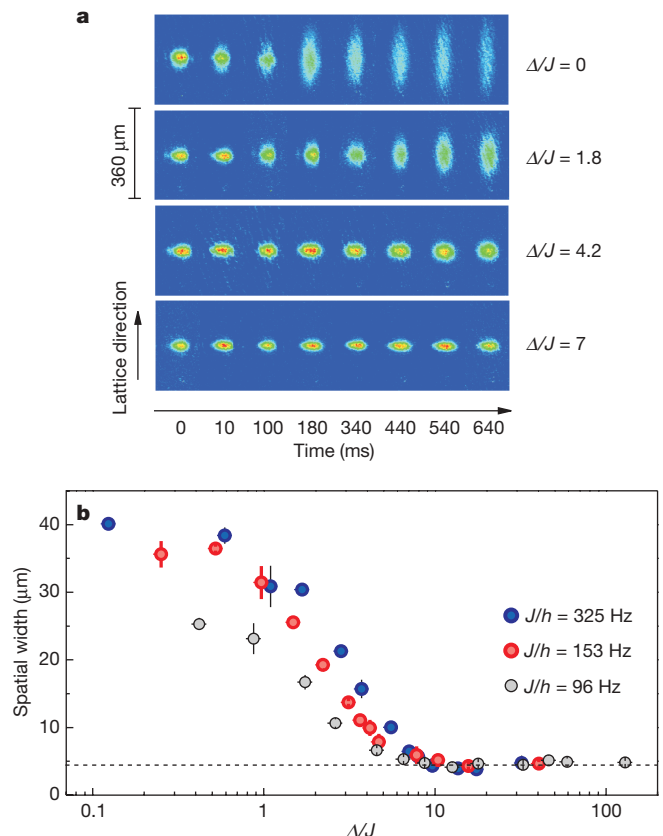 a
Δ/J = 0
Δ/J = 1.8
Δ/J = 4.2
Δ/J = 7
360 μm
Lattice direction
0 10 100 180 340 440 540 640
Time (ms)
b
40
30
20
10
0
Spatial width (μm)
J/h = 325 Hz
J/h = 153 Hz
J/h = 96 Hz
0.1 1 10 100
Δ/J